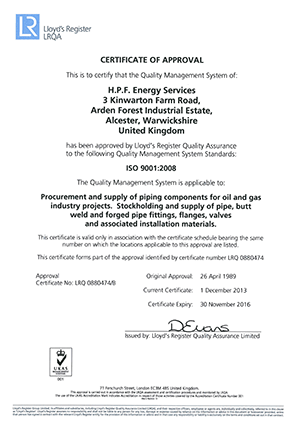 LR
Lloyd's Register
LRQA
CERTIFICATE OF APPROVAL
This is to certify that the Quality Management System of:
H.P.F. Energy Services
3 Kinwarton Farm Road,
Arden Forest Industrial Estate,
Alcester, Warwickshire
United Kingdom
has been approved by Lloyd's Register Quality Assurance
to the following Quality Management System Standards:
ISO 9001:2008
The Quality Management System is applicable to:
Procurement and supply of piping components for oil and gas
industry projects. Stockholding and supply of pipe, butt
weld and forged pipe fittings, flanges, valves
and associated installation materials.
This certificate is valid only in association with the certificate schedule bearing the same
number on which the locations applicable to this approval are listed.
This certificate forms part of the approval identified by certificate number LRQ 0880474
Approval
Certificate No: LRQ 0880474/B
Original Approval: 26 April 1989
Current Certificate: 1 December 2013
Certificate Expiry: 30 November 2016
DEvans
Issued by: Lloyd's Register Quality Assurance Limited
UKAS
001
71 Fenchurch Street, London EC3M 4BS United Kingdom